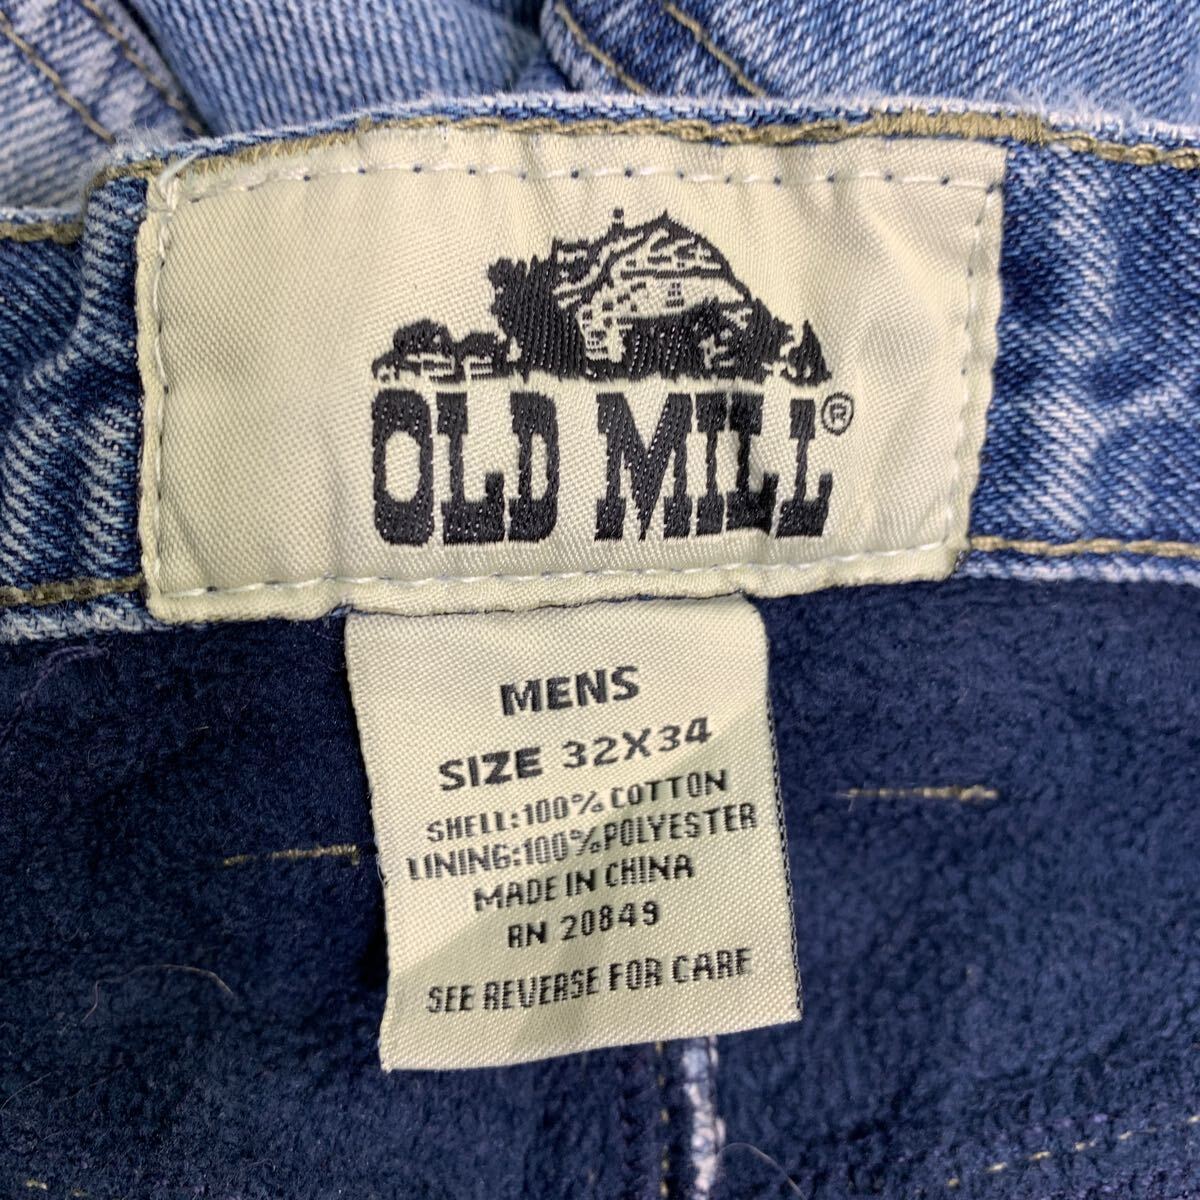 OLD MILL®
MENS
SIZE 32X34
SHELL:100% COTTON
LINING:100%POLYESTER
MADE IN CHINA
RN 20849
SEE REVERSE FOR CARE